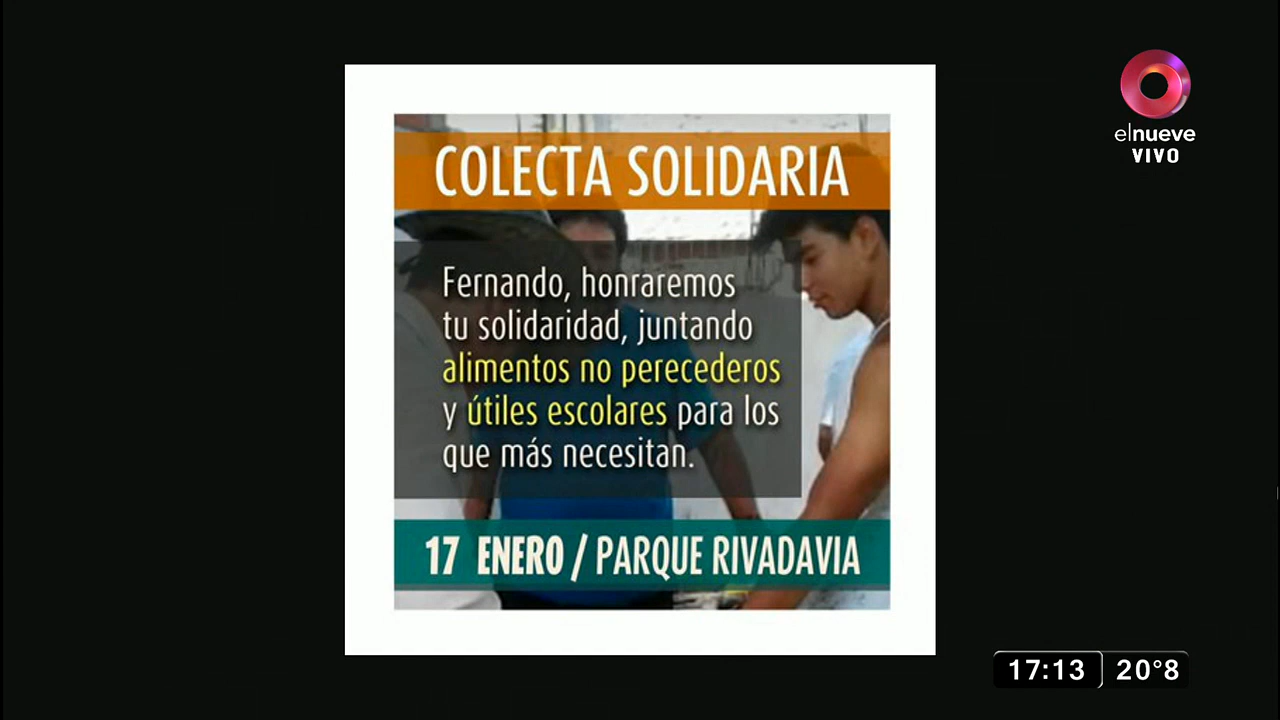 elnueve
VIVO
COLECTA SOLIDARIA
Fernando, honraremos
tu solidaridad, juntando
alimentos no perecederos
y útiles escolares para los
que más necesitan.
17 ENERO / PARQUE RIVADAVIA
17:13 20°8